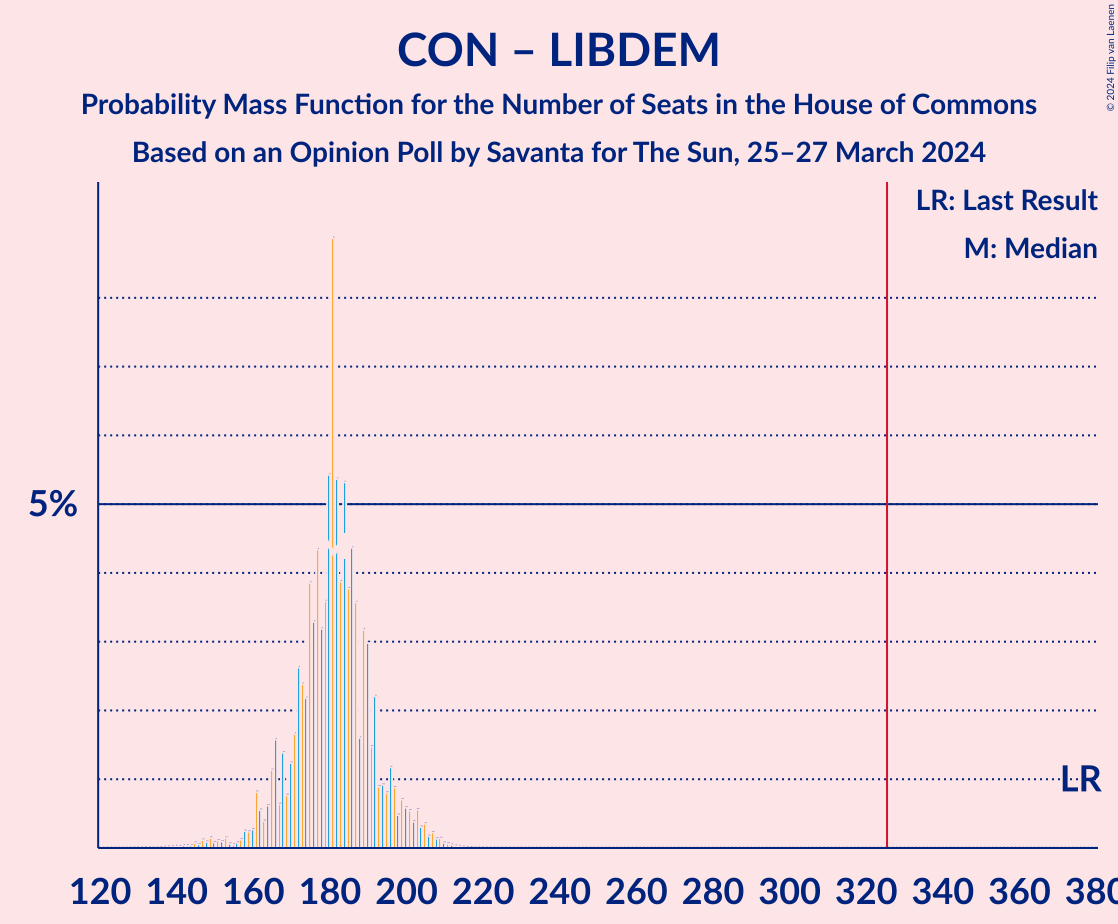 CON – LIBDEM
Probability Mass Function for the Number of Seats in the House of Commons
Based on an Opinion Poll by Savanta for The Sun, 25–27 March 2024
© 2024 Filip van Laenen
LR: Last Result
M: Median
5%
LR
120 140 160 180 200 220 240 260 280 300 320 340 360 380